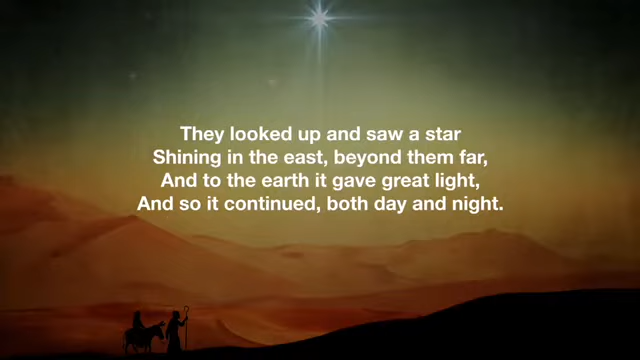 They looked up and saw a star
Shining in the east, beyond them far,
And to the earth it gave great light,
And so it continued, both day and night.